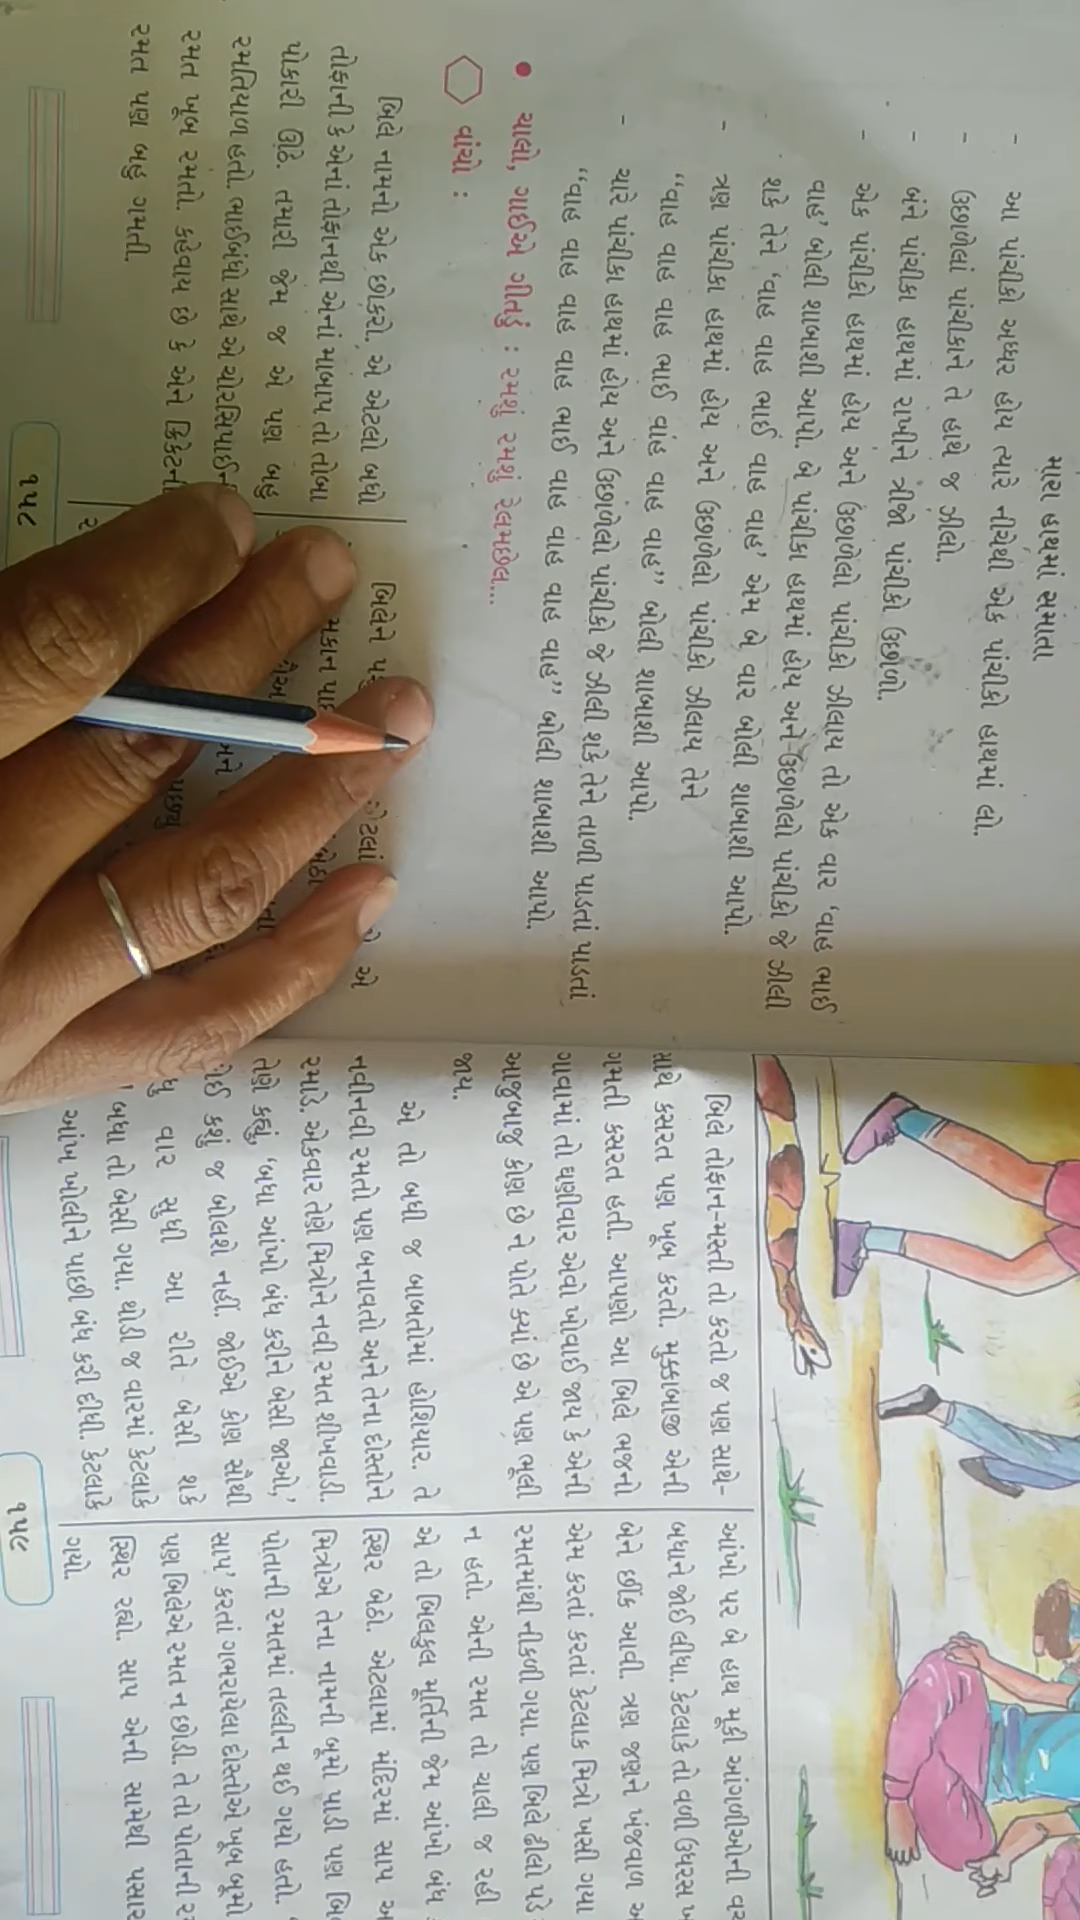 મારા હાથમાં સમાતા
- આ પાંચીકો અધ્ધર હોય ત્યારે નીચેથી એક પાંચીકો હાથમાં લો.
- ઉછાળેલાં પાંચીકાને તે હાથે જ ઝીલો.
- બંને પાંચીકા હાથમાં રાખીને ત્રીજો પાંચીકો ઉછાળો.
- એક પાંચીકો હાથમાં હોય અને ઉછાળેલો પાંચીકો ઝીલાય તો એક વાર 'વાહ ભાઈ
વાહ' બોલી શાબાશી આપો. બે પાંચીકા હાથમાં હોય અને ઉછાળેલો પાંચીકો જે ઝીલી
શકે તેને 'વાહ વાહ ભાઈ વાહ વાહ' એમ બે વાર બોલી શાબાશી આપો.
- ત્રણ પાંચીકા હાથમાં હોય અને ઉછાળેલો પાંચીકો ઝીલાય તેને
"વાહ વાહ વાહ ભાઈ વાહ વાહ વાહ" બોલી શાબાશી આપો.
- ચાર પાંચીકા હાથમાં હોય અને ઉછાળેલો પાંચીકો જે ઝીલી શકે તેને તાળી પાડતાં પાડતાં
"વાહ વાહ વાહ વાહ ભાઈ વાહ વાહ વાહ વાહ" બોલી શાબાશી આપો.
• ચાલો, ગાઈએ ગીતડું : રમશું રમશું રેલમછેલ...
વાંચો :
બિલે નામનો એક છોકરો. એ એટલો બધો
તોફાની કે એનાં તોફાનથી એનાં માબાપ તો તોબા
પોકારી ઊઠે. તમારી જેમ જ એ પણ બહુ
રમતિયાળ હતો. ભાઈબંધો સાથે એ ચોરસિપાઈની
રમત ખૂબ રમતો. કહેવાય છે કે એને ક્રિકેટની
રમત પણ બહુ ગમતી.
બિલેને
કેટલાં એ
મકાન
૧૫૮
બિલે તોફાન-મસ્તી તો કરતો જ પણ સાથે-
સાથે કસરત પણ ખૂબ કરતો. મુક્કાબાજી એની
ગમતી કસરત હતી. આપણો આ બિલે ભજનો
ગાવામાં તો ઘણીવાર એવો ખોવાઈ જાય કે એની
આજુબાજુ કોણ છે ને પોતે ક્યાં છે એ પણ ભૂલી
જાય.
એ તો બધી જ બાબતોમાં હોશિયાર. તે
નવીનવી રમતો પણ બનાવતો અને તેના દોસ્તોને
રમાડે. એકવાર તેણે મિત્રોને નવી રમત શીખવાડી.
તેણે કહ્યું, 'બધા આંખો બંધ કરીને બેસી જાઓ,'
કોઈ કશું જ બોલશે નહીં. જોઈએ કોણ સૌથી
વાર સુધી આ રીતે બેસી શકે
બધા તો બેસી ગયા. થોડી જ વારમાં કેટલાકે
આંખ ખોલીને પાછી બંધ કરી દીધી. કેટલાકે
આંખો પર બે હાથ મૂકી આંગળીઓની
બધાને જોઈ લીધા. કેટલાકે તો વળી ઉધરસ
બેને છીંક આવી. ત્રણ જણને ખંજવાળ
એમ કરતાં કરતાં કેટલાક મિત્રો ખસી ગયા
રમતમાંથી નીકળી ગયા. પણ બિલે ઢીલો પડે
ન હતો. એની રમત તો ચાલી જ રહી
એ તો બિલકુલ મૂર્તિની જેમ આંખો બંધ
સ્થિર બેઠો. એટલામાં મંદિરમાં સાપ
મિત્રોએ તેના નામની બૂમો પાડી પણ
પોતાની રમતમાં તલ્લીન થઈ ગયો હતો.
સાપ' કરતાં ગભરાયેલા દોસ્તોએ ખૂબ બૂમો
પણ બિલેએ રમત ન છોડી. તે તો પોતાની
સ્થિર રહ્યો. સાપ એની સામેથી પસાર
ગયો.
૧૫૯